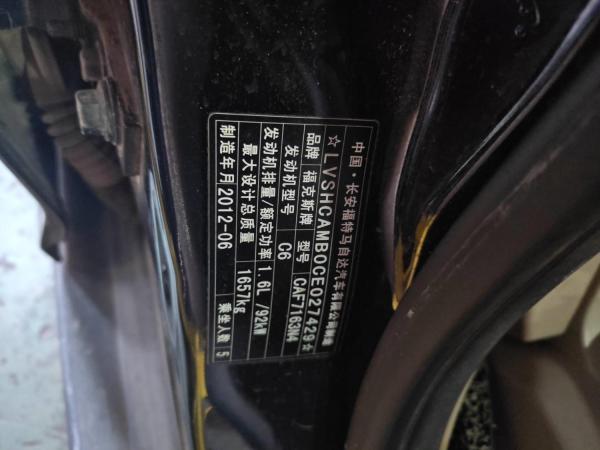 中国·长安福特马自达汽车有限公司制造
☆LVSHCAMB0CE027429☆
品牌 福克斯牌 型号 CAF7163N4
发动机型号 C6
发动机排量/额定功率 1.6L /92kW
最大设计总质量 1657kg
制造年月 2012-06 乘坐人数 5